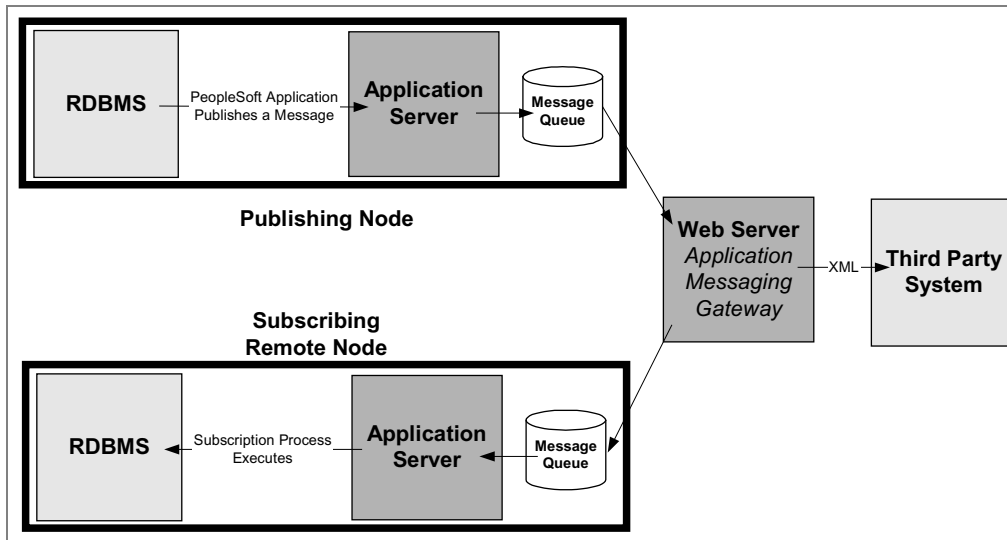 RDBMS
PeopleSoft Application
Publishes a Message
Application
Server
Message
Queue
Publishing Node
Web Server
Application
Messaging
Gateway
XML
Third Party
System
Subscribing
Remote Node
RDBMS
Subscription Process
Executes
Application
Server
Message
Queue